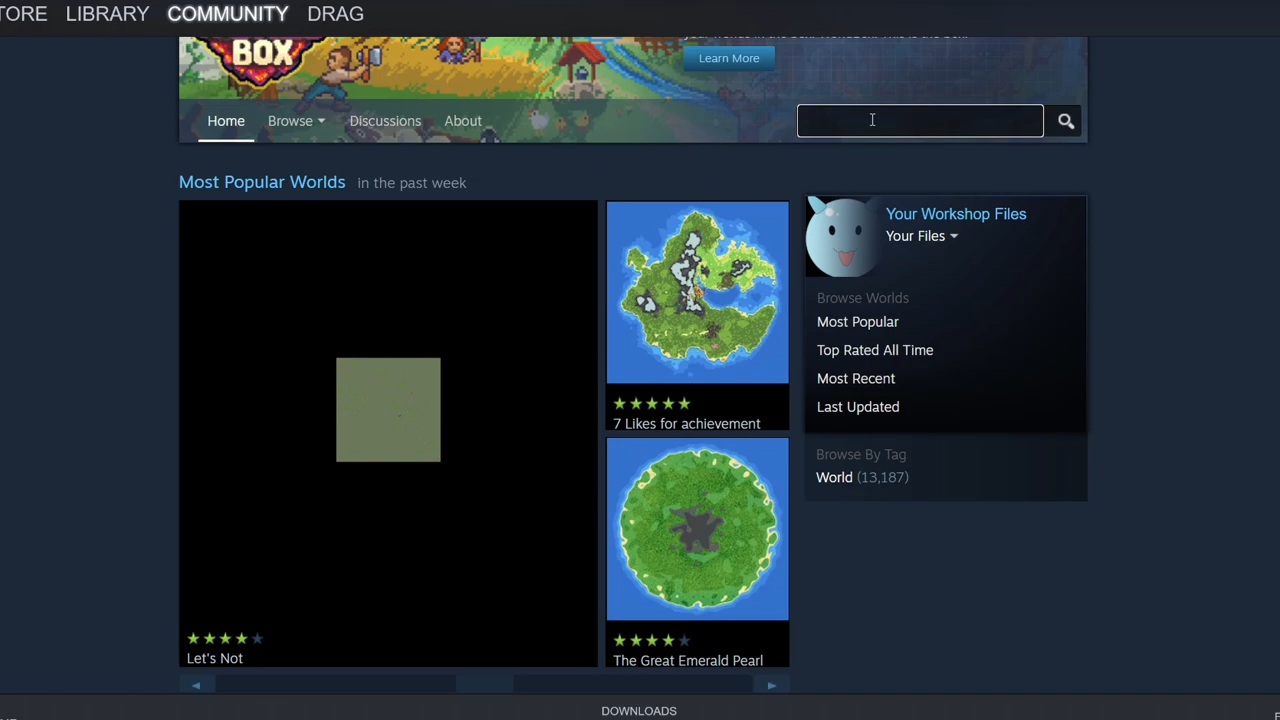 TORE LIBRARY COMMUNITY DRAG
BOX
Learn More
Home Browse Discussions About
Most Popular Worlds in the past week
Your Workshop Files
Your Files
Browse Worlds
Most Popular
Top Rated All Time
Most Recent
Last Updated
7 Likes for achievement
Browse By Tag
World (13,187)
Let's Not
The Great Emerald Pearl
DOWNLOADS